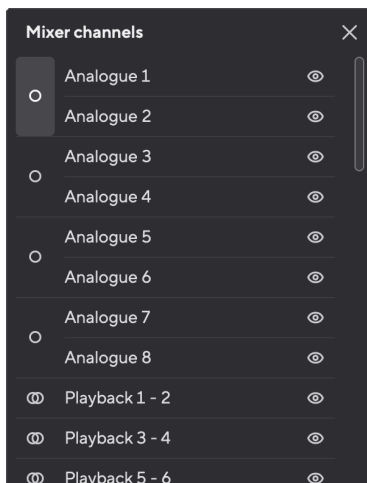 Mixer channels
Analogue 1
Analogue 2
Analogue 3
Analogue 4
Analogue 5
Analogue 6
Analogue 7
Analogue 8
Playback 1 - 2
Playback 3 - 4
Playback 5 - 6